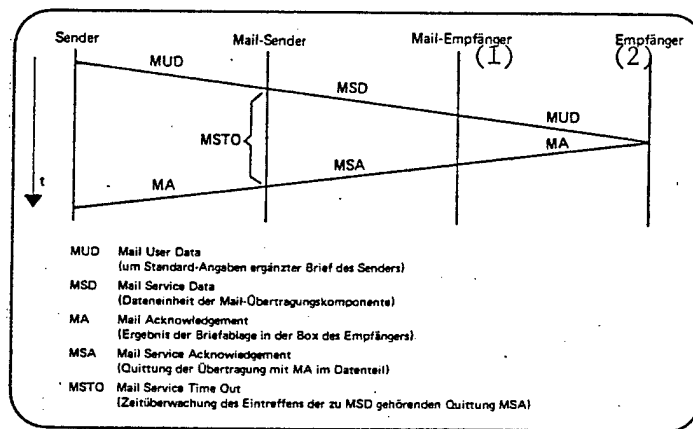 Sender Mail-Sender Mail-Empfänger Empfänger
(1) (2)
MUD
MSD
MUD
MSTO
MA
MSA
MA
t
MUD Mail User Data
(um Standard-Angaben ergänzter Brief des Senders)
MSD Mail Service Data
(Dateneinheit der Mail-Übertragungskomponente)
MA Mail Acknowledgement
(Ergebnis der Briefablage in der Box des Empfängers)
MSA Mail Service Acknowledgement
(Quittung der Übertragung mit MA im Datenteil)
MSTO Mail Service Time Out
(Zeitüberwachung des Eintreffens der zu MSD gehörenden Quittung MSA)